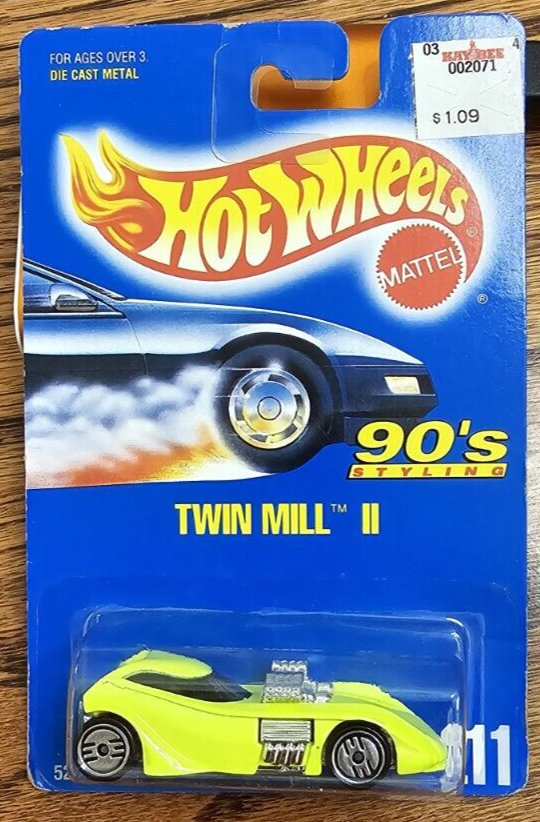 FOR AGES OVER 3.
DIE CAST METAL
03 KAY BEE 4
002071
$1.09
HOT WHEELS ®
MATTEL ®
90's
STYLING
TWIN MILL™ II